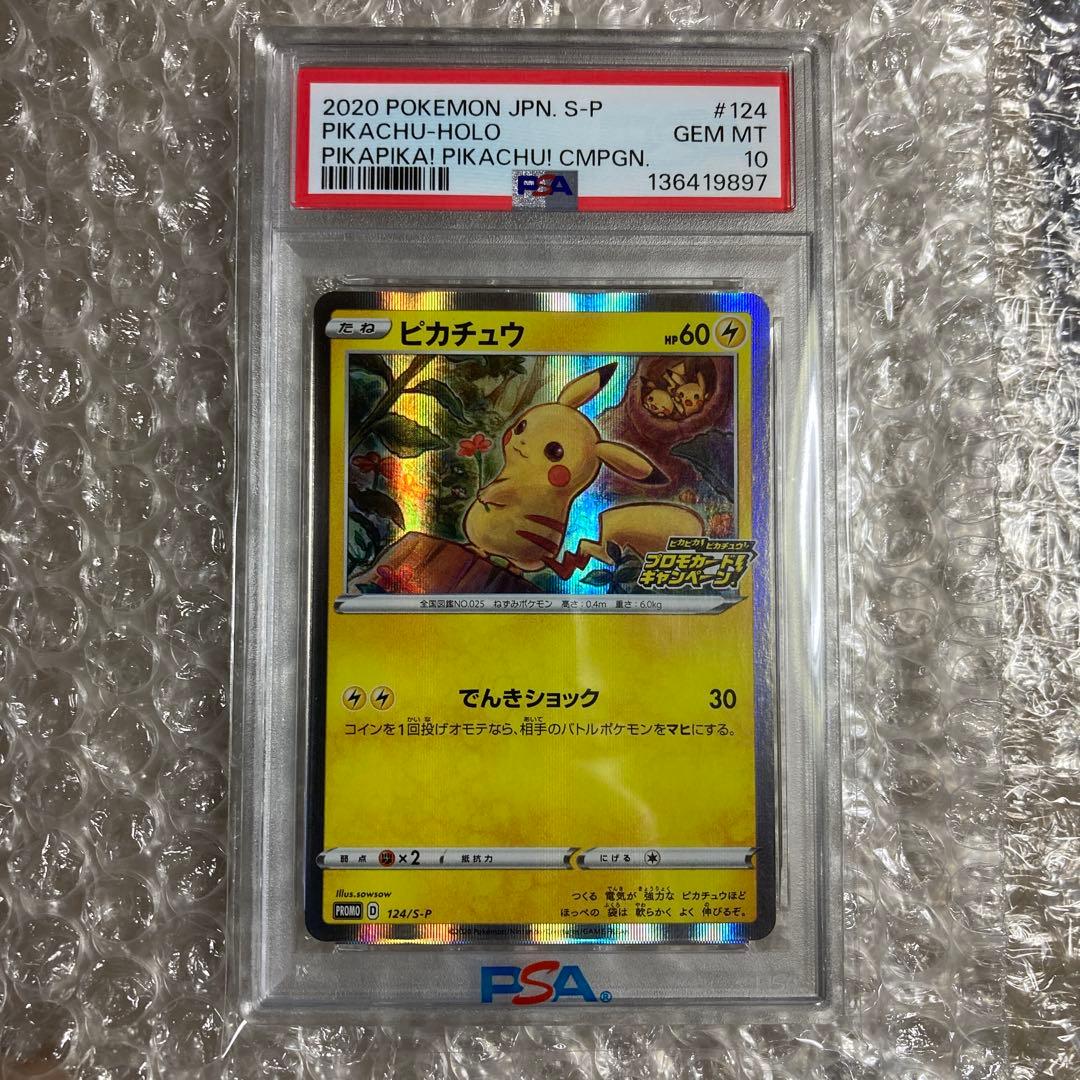 2020 POKEMON JPN. S-P #124
PIKACHU-HOLO GEM MT
PIKAPIKA! PIKACHU! CMPGN. 10
PSA 136419897
たね ピカチュウ HP60
ピカピカ! ピカチュウ!
プロモカード
キャンペーン
全国図鑑NO.025 ねずみポケモン 高さ:0.4m 重さ:6.0kg
でんきショック 30
コインを1回投げオモテなら、相手のバトルポケモンをマヒにする。
弱点 ×2 抵抗力 にげる
Illus.sowsow
つくる 電気が 強力な ピカチュウほど
ほっぺの 袋は 軟らかく よく 伸びるぞ。
PROMO D 124/S-P
©2020 Pokémon/Nintendo
PSA®